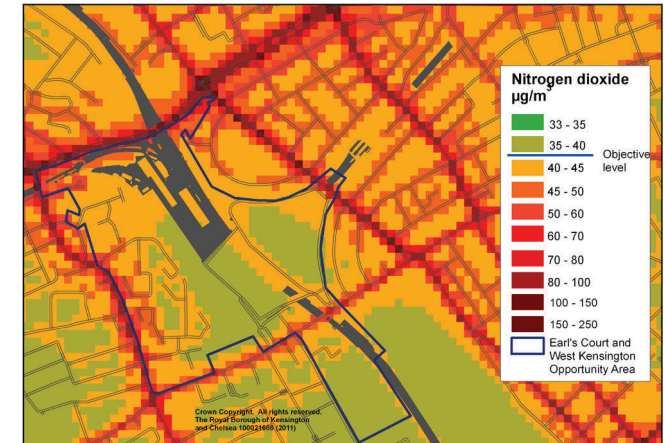 Nitrogen dioxide
µg/m³
33 - 35
35 - 40
Objective
level
40 - 45
45 - 50
50 - 60
60 - 70
70 - 80
80 - 100
100 - 150
150 - 250
Earl's Court and
West Kensington
Opportunity Area
Crown Copyright. All rights reserved.
The Royal Borough of Kensington
and Chelsea 100021668 (2011)